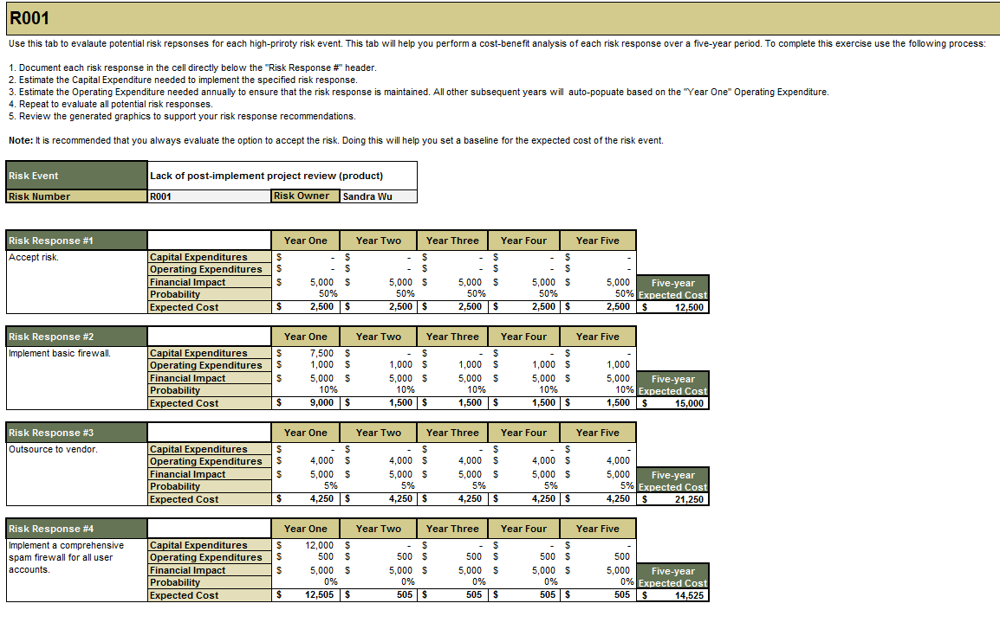 R001
Use this tab to evalaute potential risk repsonses for each high-priroty risk event. This tab will help you perform a cost-benefit analysis of each risk response over a five-year period. To complete this exercise use the following process:
1. Document each risk response in the cell directly below the "Risk Response #" header.
2. Estimate the Capital Expenditure needed to implement the specified risk response.
3. Estimate the Operating Expenditure needed annually to ensure that the risk response is maintained. All other subsequent years will auto-popuate based on the "Year One" Operating Expenditure.
4. Repeat to evaluate all potential risk responses.
5. Review the generated graphics to support your risk response recommendations.
Note: It is recommended that you always evaluate the option to accept the risk. Doing this will help you set a baseline for the expected cost of the risk event.
Risk Event Lack of post-implement project review (product)
Risk Number R001 Risk Owner Sandra Wu
Risk Response #1 Year One Year Two Year Three Year Four Year Five
Accept risk. Capital Expenditures $ - $ - $ - $ - $ -
Operating Expenditures $ - $ - $ - $ - $ -
Financial Impact $ 5,000 $ 5,000 $ 5,000 $ 5,000 $ 5,000 Five-year
Probability 50% 50% 50% 50% 50% Expected Cost
Expected Cost $ 2,500 $ 2,500 $ 2,500 $ 2,500 $ 2,500 $ 12,500
Risk Response #2 Year One Year Two Year Three Year Four Year Five
Implement basic firewall. Capital Expenditures $ 7,500 $ - $ - $ - $ -
Operating Expenditures $ 1,000 $ 1,000 $ 1,000 $ 1,000 $ 1,000
Financial Impact $ 5,000 $ 5,000 $ 5,000 $ 5,000 $ 5,000 Five-year
Probability 10% 10% 10% 10% 10% Expected Cost
Expected Cost $ 9,000 $ 1,500 $ 1,500 $ 1,500 $ 1,500 $ 15,000
Risk Response #3 Year One Year Two Year Three Year Four Year Five
Outsource to vendor. Capital Expenditures $ - $ - $ - $ - $ -
Operating Expenditures $ 4,000 $ 4,000 $ 4,000 $ 4,000 $ 4,000
Financial Impact $ 5,000 $ 5,000 $ 5,000 $ 5,000 $ 5,000 Five-year
Probability 5% 5% 5% 5% 5% Expected Cost
Expected Cost $ 4,250 $ 4,250 $ 4,250 $ 4,250 $ 4,250 $ 21,250
Risk Response #4 Year One Year Two Year Three Year Four Year Five
Implement a comprehensive Capital Expenditures $ 12,000 $ - $ - $ - $ -
spam firewall for all user Operating Expenditures $ 500 $ 500 $ 500 $ 500 $ 500
accounts. Financial Impact $ 5,000 $ 5,000 $ 5,000 $ 5,000 $ 5,000 Five-year
Probability 0% 0% 0% 0% 0% Expected Cost
Expected Cost $ 12,505 $ 505 $ 505 $ 505 $ 505 $ 14,525